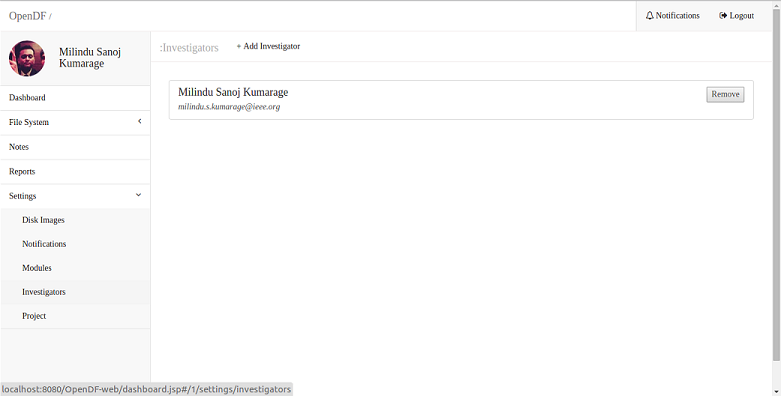 OpenDF /
Notifications
Logout
Milindu Sanoj
Kumarage
:Investigators
+ Add Investigator
Milindu Sanoj Kumarage
Remove
milindu.s.kumarage@ieee.org
Dashboard
File System
Notes
Reports
Settings
Disk Images
Notifications
Modules
Investigators
Project
localhost:8080/OpenDF-web/dashboard.jsp#/1/settings/investigators